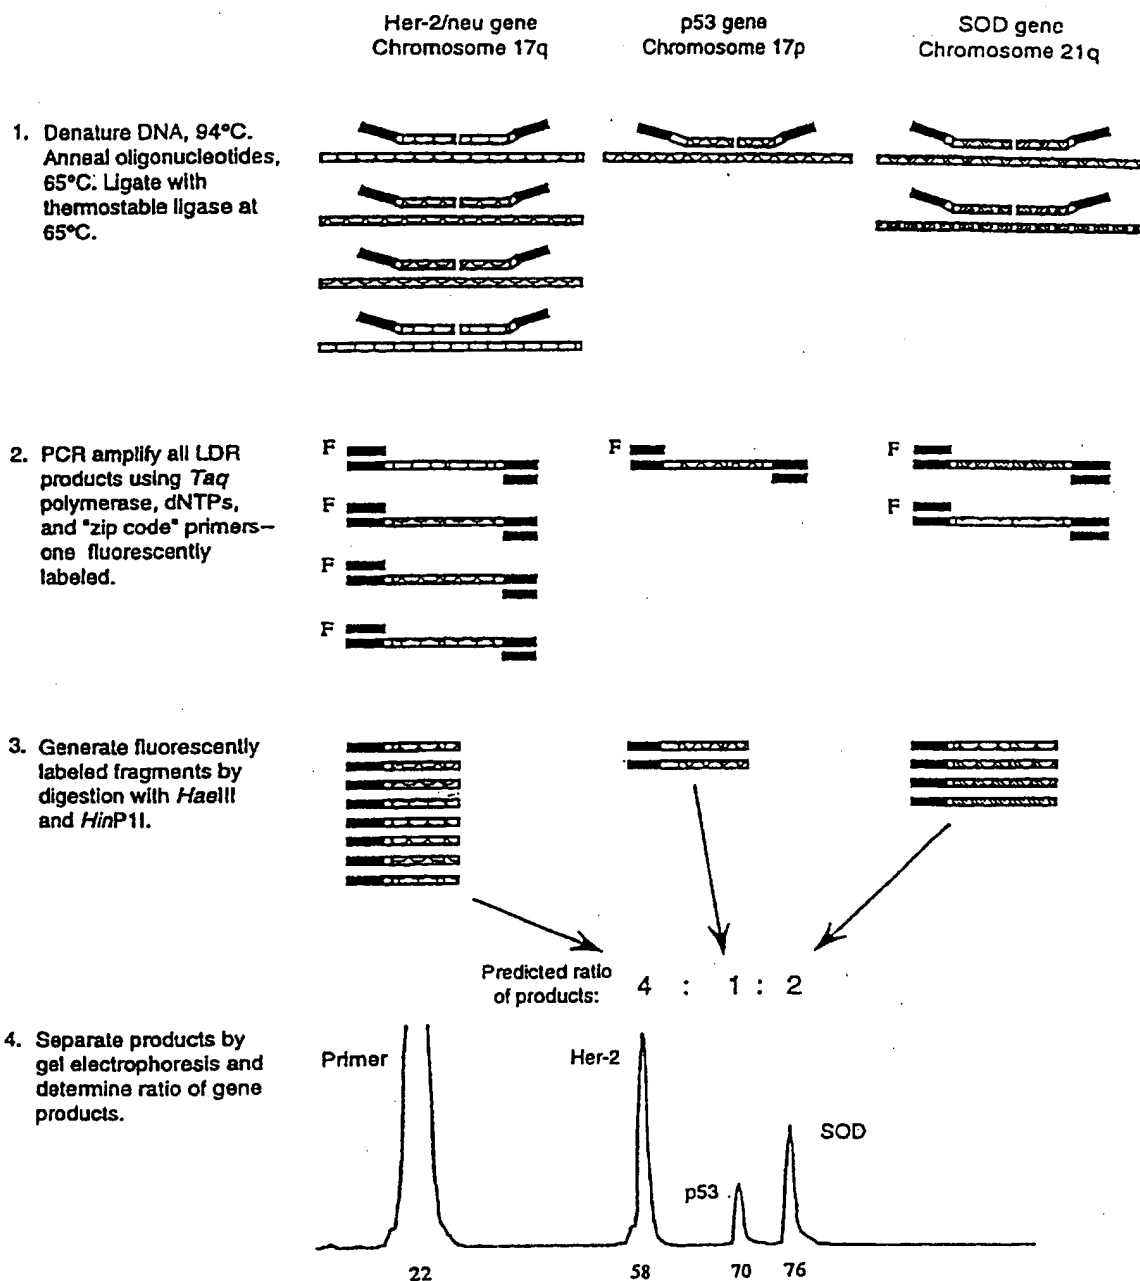 Her-2/neu gene
Chromosome 17q
p53 gene
Chromosome 17p
SOD gene
Chromosome 21q
1. Denature DNA, 94°C.
Anneal oligonucleotides,
65°C. Ligate with
thermostable ligase at
65°C.
2. PCR amplify all LDR
products using Taq
polymerase, dNTPs,
and "zip code" primers–
one fluorescently
labeled.
F
F
F
F
F
F
F
3. Generate fluorescently
labeled fragments by
digestion with HaeIII
and HinP1I.
Predicted ratio
of products:
4 : 1 : 2
4. Separate products by
gel electrophoresis and
determine ratio of gene
products.
Primer
Her-2
p53
SOD
22
58
70
76